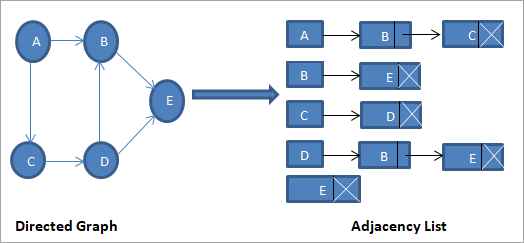 A B
C D
E
A B C
B E
C D
D B E
E
Directed Graph
Adjacency List